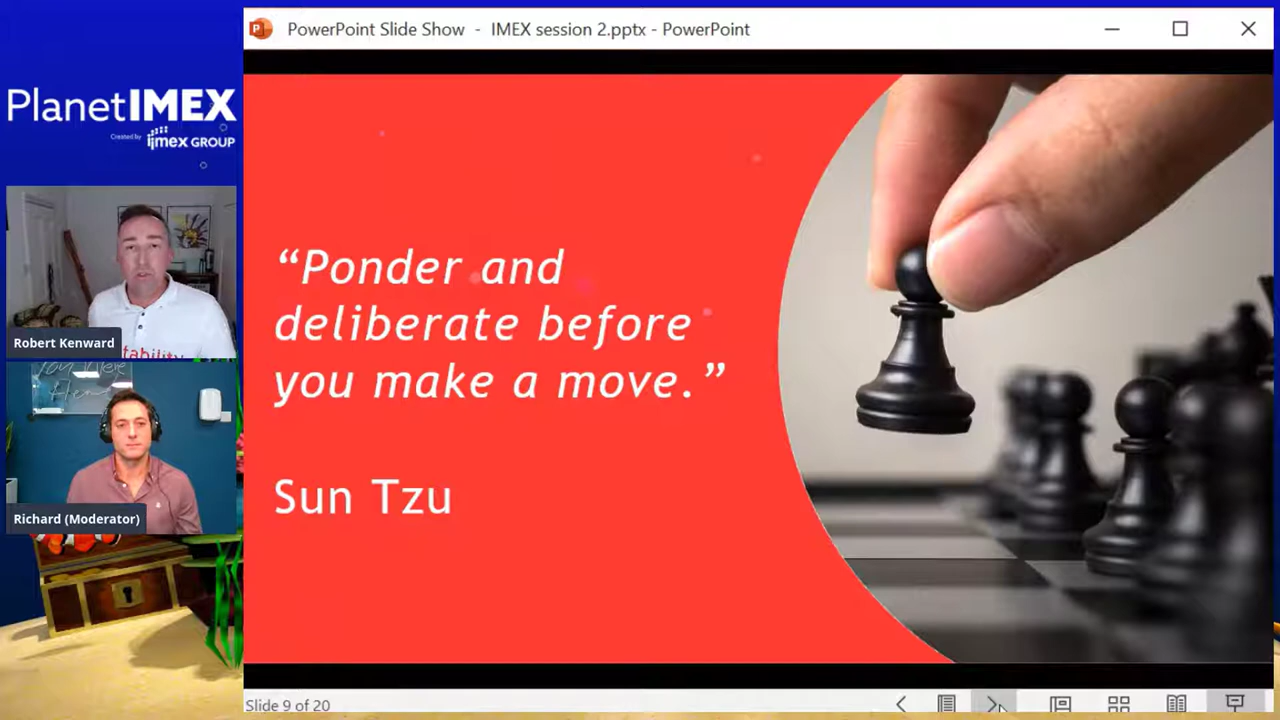 PowerPoint Slide Show - IMEX session 2.pptx - PowerPoint
PlanetIMEX
Created by imex GROUP
Robert Kenward
tability
Richard (Moderator)
“Ponder and
deliberate before
you make a move.”
Sun Tzu
Slide 9 of 20